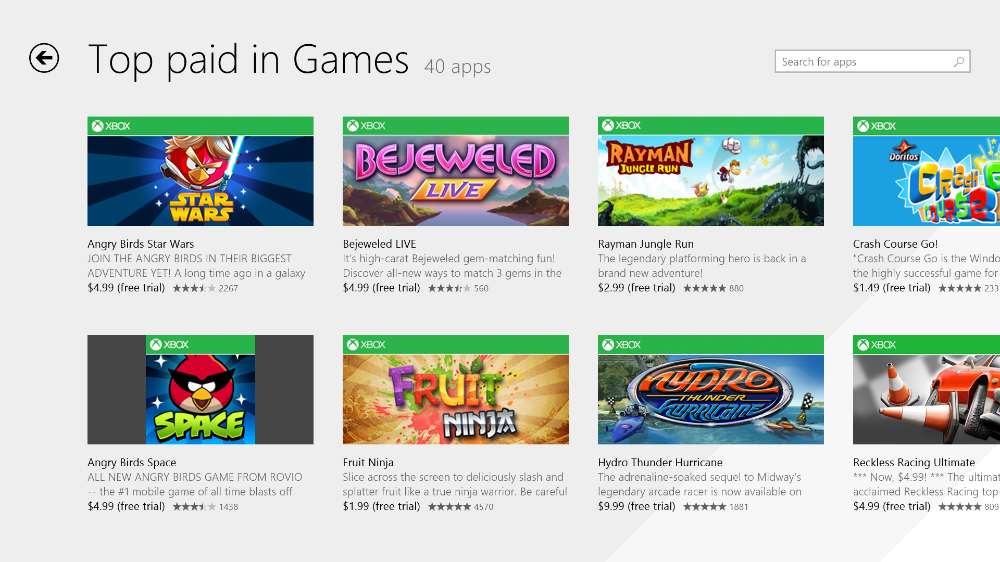 Top paid in Games 40 apps
Search for apps
XBOX
STAR
WARS
Angry Birds Star Wars
JOIN THE ANGRY BIRDS IN THEIR BIGGEST
ADVENTURE YET! A long time ago in a galaxy
$4.99 (free trial) 2267
XBOX
BEJEWELED
LIVE
Bejeweled LIVE
It’s high-carat Bejeweled gem-matching fun!
Discover all-new ways to match 3 gems in the
$4.99 (free trial) 560
XBOX
RAYMAN
JUNGLE RUN
Rayman Jungle Run
The legendary platforming hero is back in a
brand new adventure!
$2.99 (free trial) 880
XBOX
Doritos
Crash G
COURSE 2
Crash Course Go!
"Crash Course Go is the Windo
the highly successful game for
$1.49 (free trial) 233
XBOX
SPACE
Angry Birds Space
ALL NEW ANGRY BIRDS GAME FROM ROVIO
-- the #1 mobile game of all time blasts off
$4.99 (free trial) 1438
XBOX
FRUIT
NINJA
Fruit Ninja
Slice across the screen to deliciously slash and
splatter fruit like a true ninja warrior. Be careful
$1.99 (free trial) 4570
XBOX
HYDRO
THUNDER
HURRICANE
Hydro Thunder Hurricane
The adrenaline-soaked sequel to Midway’s
legendary arcade racer is now available on
$9.99 (free trial) 1881
XBOX
Reckless Racing Ultimate
*** Now, $4.99! *** The ultimat
acclaimed Reckless Racing top-
$4.99 (free trial) 809